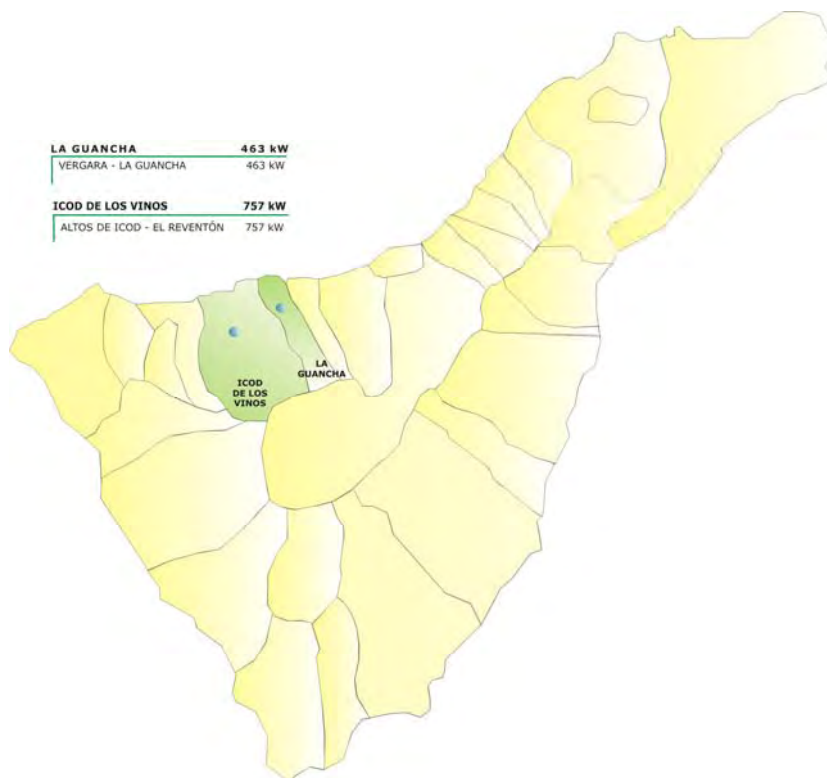 LA GUANCHA 463 kW
VERGARA - LA GUANCHA 463 kW
ICOD DE LOS VINOS 757 kW
ALTOS DE ICOD - EL REVENTÓN 757 kW
LA
GUANCHA
ICOD
DE LOS
VINOS